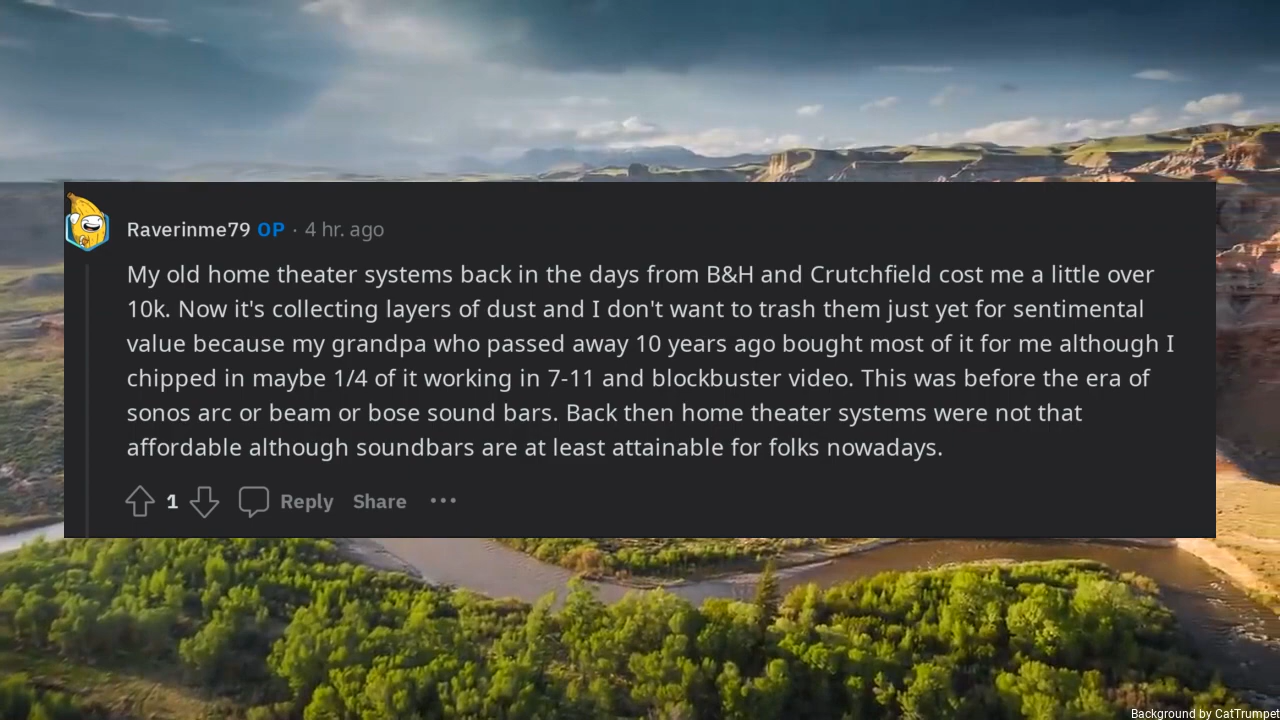 Raverinme79 OP · 4 hr. ago
My old home theater systems back in the days from B&H and Crutchfield cost me a little over
10k. Now it's collecting layers of dust and I don't want to trash them just yet for sentimental
value because my grandpa who passed away 10 years ago bought most of it for me although I
chipped in maybe 1/4 of it working in 7-11 and blockbuster video. This was before the era of
sonos arc or beam or bose sound bars. Back then home theater systems were not that
affordable although soundbars are at least attainable for folks nowadays.
1 Reply Share ···
Background by CatTrumpet